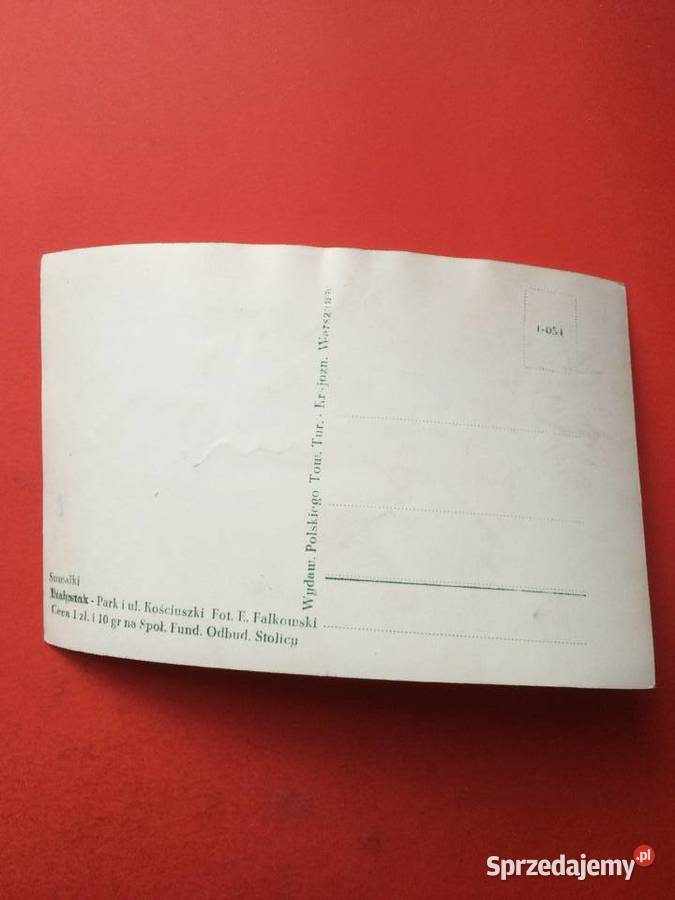 Suwałki
Białystok - Park i ul. Kościuszki Fot. E. Falkowski
Cena 1 zł. i 10 gr na Społ. Fund. Odbud. Stolicy
Wydaw. Polskiego Tow. Tur. - Krajozn. Warszawa
1-054
Sprzedajemy.pl